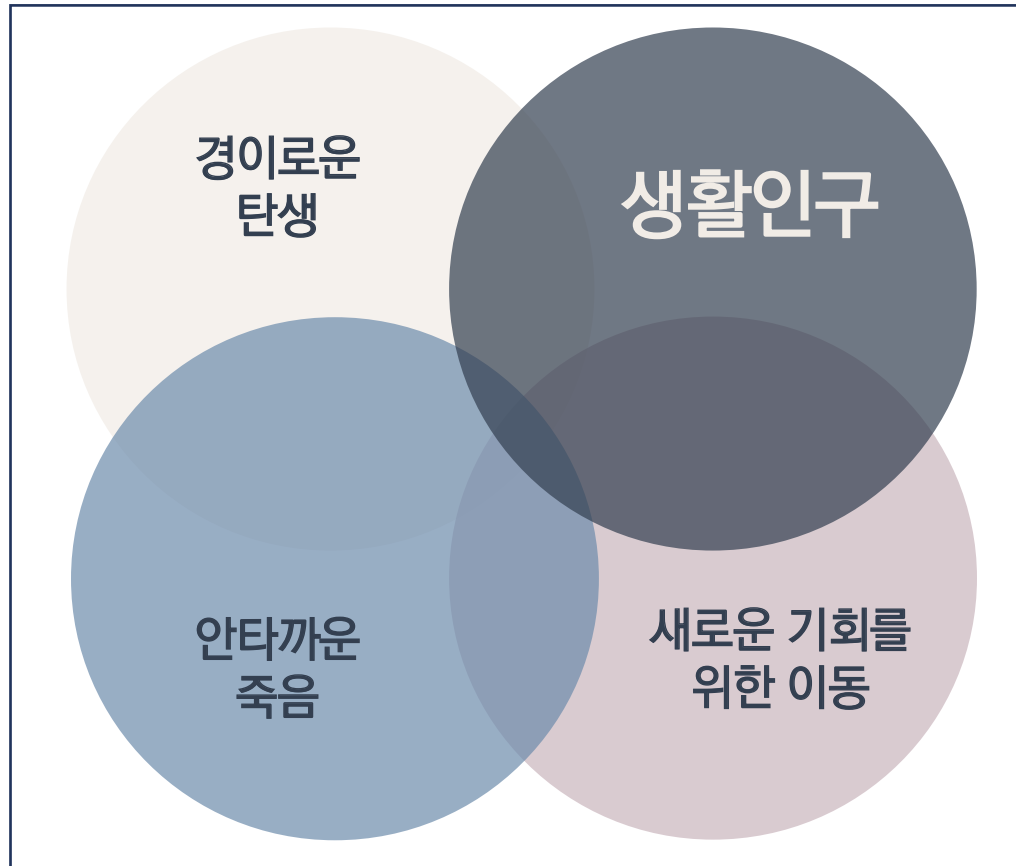 경이로운
탄생
생활인구
안타까운
죽음
새로운 기회를
위한 이동